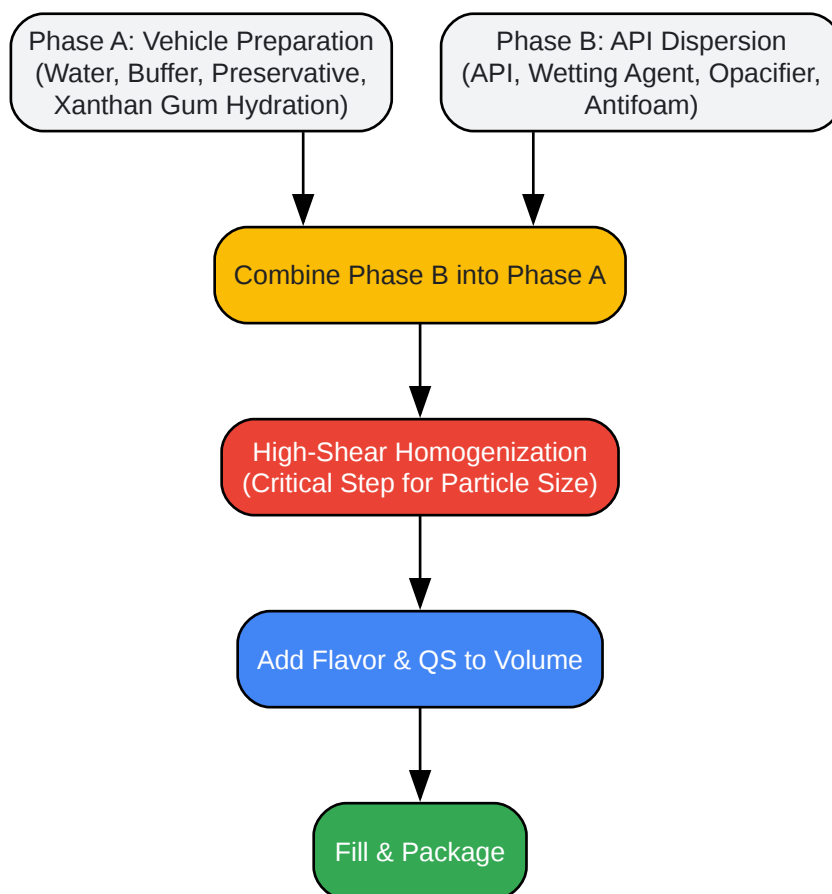 Phase A: Vehicle Preparation
(Water, Buffer, Preservative,
Xanthan Gum Hydration)
Phase B: API Dispersion
(API, Wetting Agent, Opacifier,
Antifoam)
Combine Phase B into Phase A
High-Shear Homogenization
(Critical Step for Particle Size)
Add Flavor & QS to Volume
Fill & Package